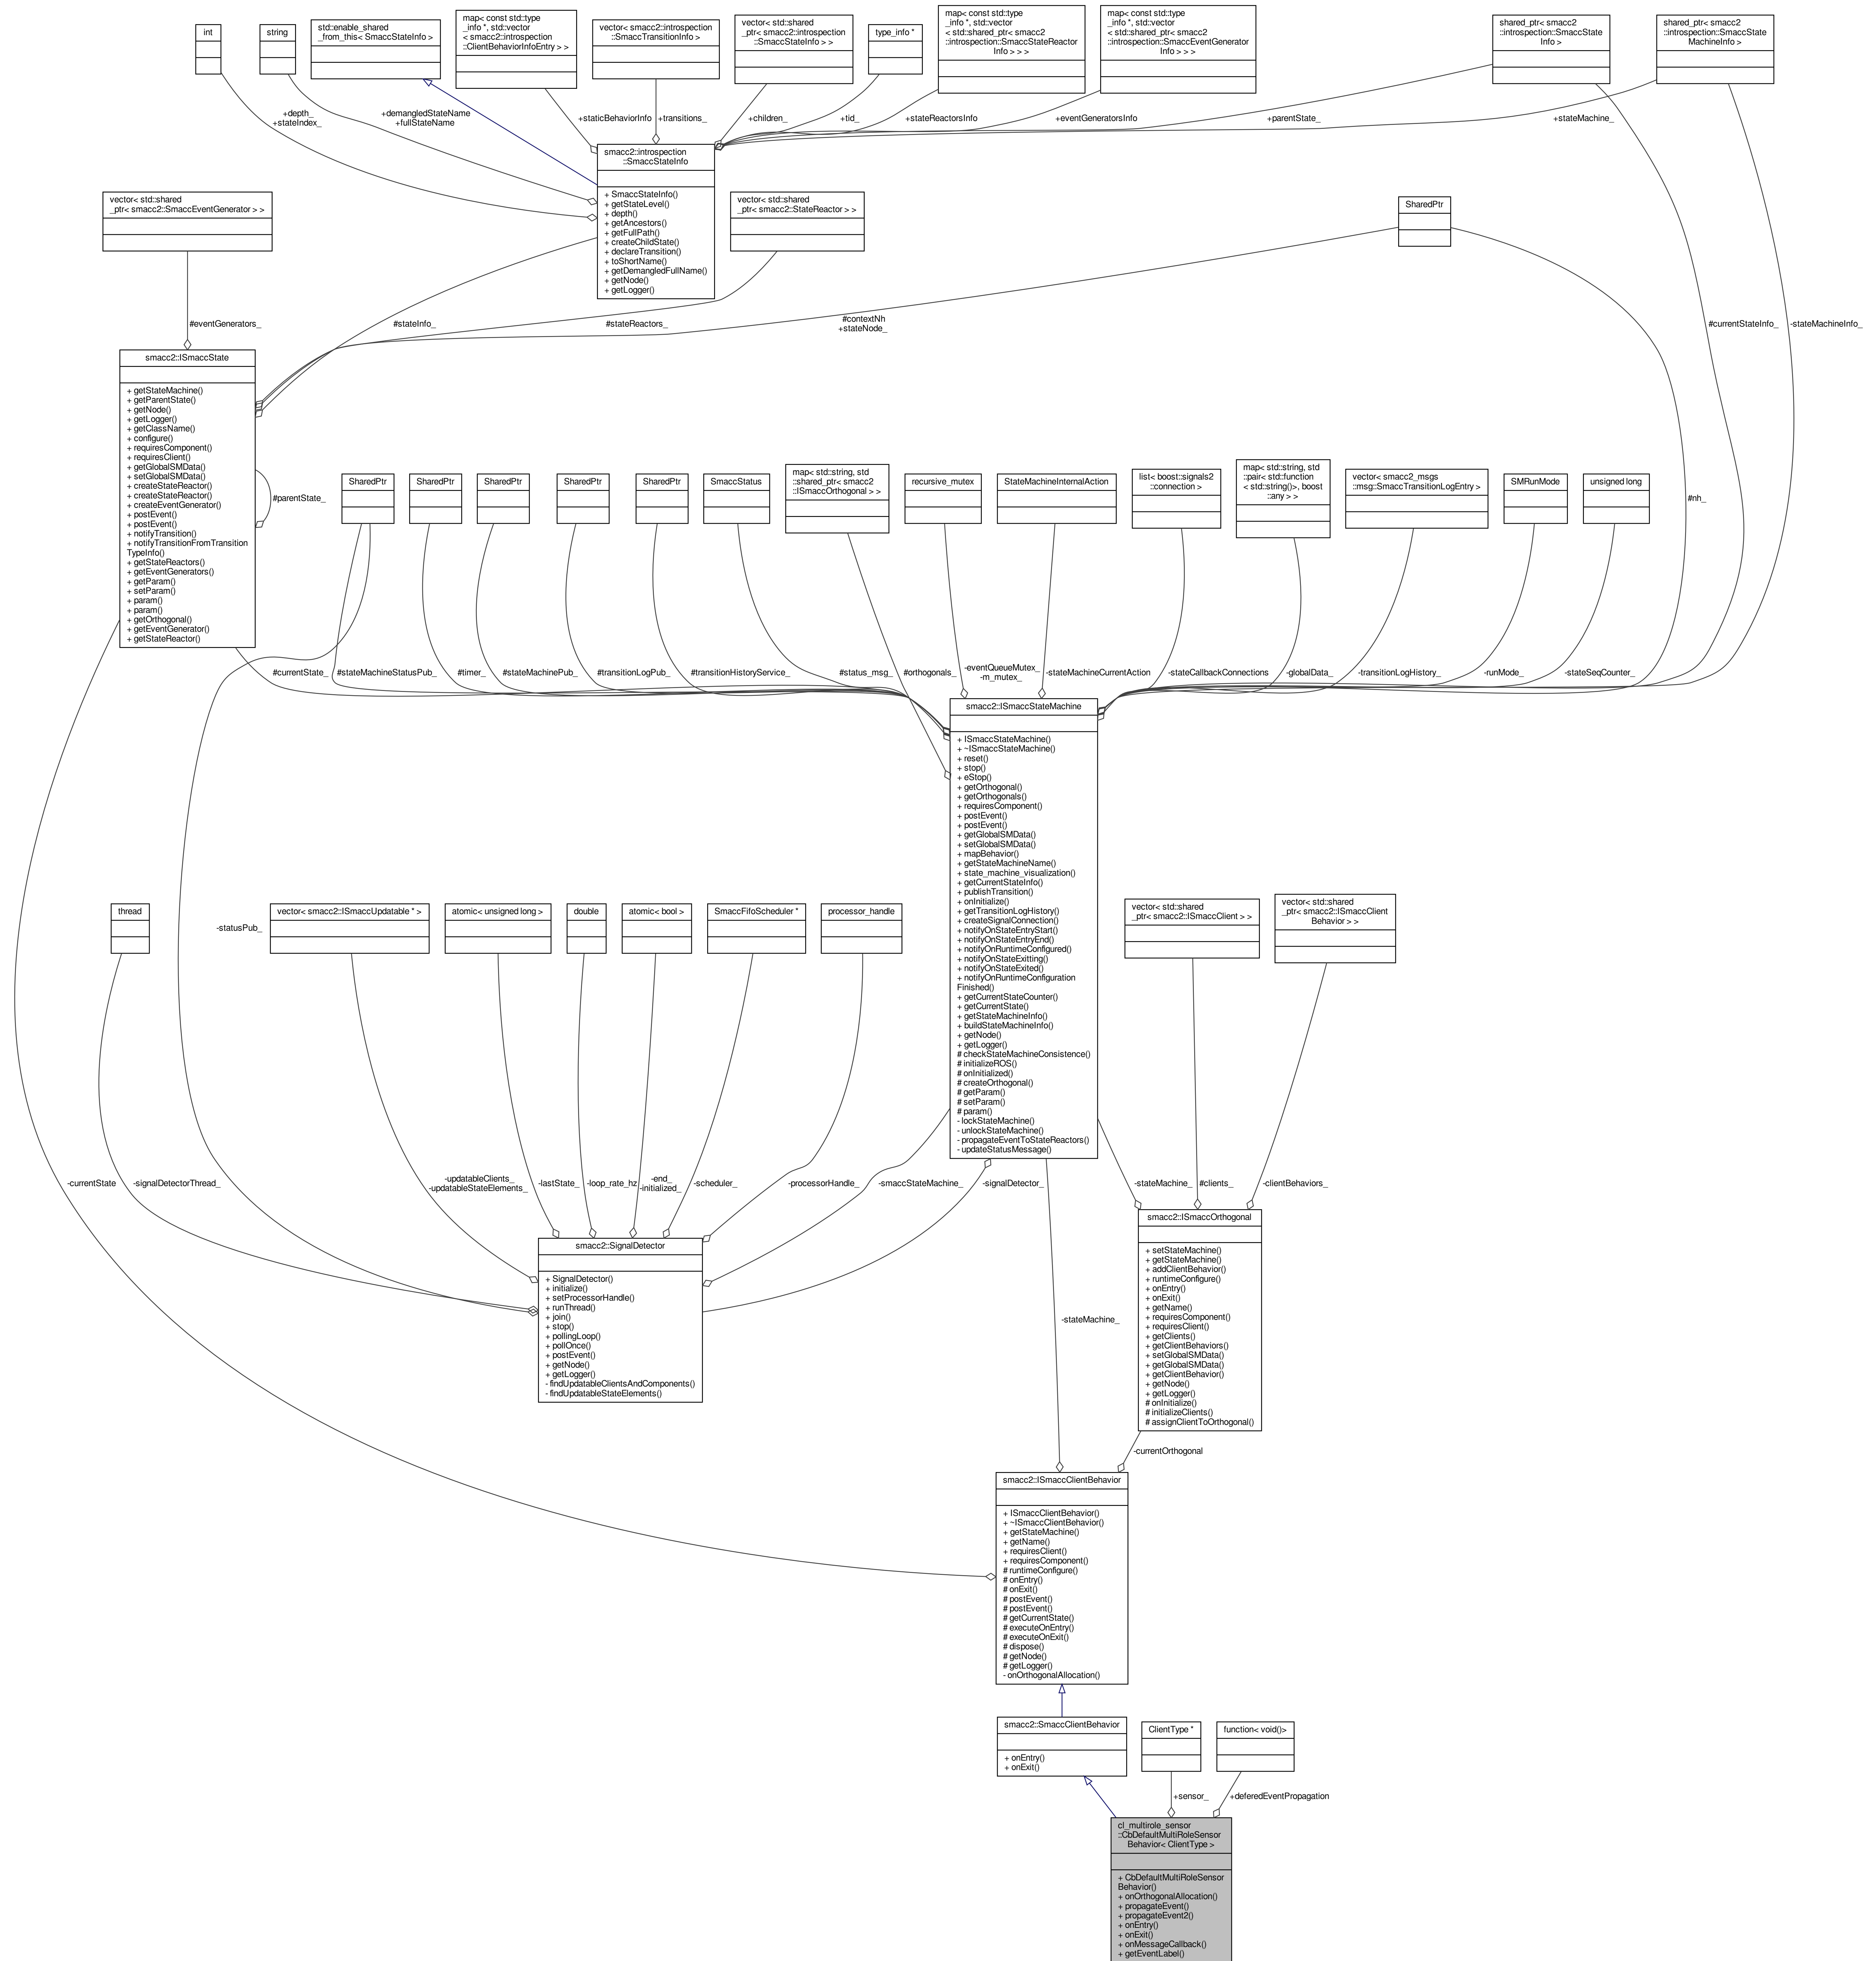 int
string
std::enable_shared
_from_this< SmaccStateInfo >
map< const std::type
_info *, std::vector
< smacc2::introspection
::ClientBehaviorInfoEntry > >
vector< smacc2::introspection
::SmaccTransitionInfo >
vector< std::shared
_ptr< smacc2::introspection
::SmaccStateInfo > >
type_info *
map< const std::type
_info *, std::vector
< std::shared_ptr< smacc2
::introspection::SmaccStateReactor
Info > > >
map< const std::type
_info *, std::vector
< std::shared_ptr< smacc2
::introspection::SmaccEventGenerator
Info > > >
shared_ptr< smacc2
::introspection::SmaccState
Info >
shared_ptr< smacc2
::introspection::SmaccState
MachineInfo >
+depth_
+stateIndex_
+demangledStateName
+fullStateName
+staticBehaviorInfo
+transitions_
+children_
+tid_
+stateReactorsInfo
+eventGeneratorsInfo
+parentState_
+stateMachine_
smacc2::introspection
::SmaccStateInfo
+ SmaccStateInfo()
+ getStateLevel()
+ depth()
+ getAncestors()
+ getFullPath()
+ createChildState()
+ declareTransition()
+ toShortName()
+ getDemangledFullName()
+ getNode()
+ getLogger()
vector< std::shared
_ptr< smacc2::SmaccEventGenerator > >
vector< std::shared
_ptr< smacc2::StateReactor > >
SharedPtr
#eventGenerators_
#stateInfo_
#stateReactors_
#contextNh
+stateNode_
#currentStateInfo_
-stateMachineInfo_
smacc2::ISmaccState
+ getStateMachine()
+ getParentState()
+ getNode()
+ getLogger()
+ getClassName()
+ configure()
+ requiresComponent()
+ requiresClient()
+ getGlobalSMData()
+ setGlobalSMData()
+ createStateReactor()
+ createStateReactor()
+ createEventGenerator()
+ postEvent()
+ postEvent()
+ notifyTransition()
+ notifyTransitionFromTransition
TypeInfo()
+ getStateReactors()
+ getEventGenerators()
+ getParam()
+ setParam()
+ param()
+ param()
+ getOrthogonal()
+ getEventGenerator()
+ getStateReactor()
#parentState_
SharedPtr
SharedPtr
SharedPtr
SharedPtr
SharedPtr
SmaccStatus
map< std::string, std
::shared_ptr< smacc2
::ISmaccOrthogonal > >
recursive_mutex
StateMachineInternalAction
list< boost::signals2
::connection >
map< std::string, std
::pair< std::function
< std::string()>, boost
::any > >
vector< smacc2_msgs
::msg::SmaccTransitionLogEntry >
SMRunMode
unsigned long
#nh_
#currentState_
#stateMachineStatusPub_
#timer_
#stateMachinePub_
#transitionLogPub_
#transitionHistoryService_
#status_msg_
#orthogonals_
-eventQueueMutex_
-m_mutex_
-stateMachineCurrentAction
-stateCallbackConnections
-globalData_
-transitionLogHistory_
-runMode_
-stateSeqCounter_
smacc2::ISmaccStateMachine
+ ISmaccStateMachine()
+ ~ISmaccStateMachine()
+ reset()
+ stop()
+ eStop()
+ getOrthogonal()
+ getOrthogonals()
+ requiresComponent()
+ postEvent()
+ postEvent()
+ getGlobalSMData()
+ setGlobalSMData()
+ mapBehavior()
+ getStateMachineName()
+ state_machine_visualization()
+ getCurrentStateInfo()
+ publishTransition()
+ onInitialize()
+ getTransitionLogHistory()
+ createSignalConnection()
+ notifyOnStateEntryStart()
+ notifyOnStateEntryEnd()
+ notifyOnRuntimeConfigured()
+ notifyOnStateExitting()
+ notifyOnStateExited()
+ notifyOnRuntimeConfiguration
Finished()
+ getCurrentStateCounter()
+ getCurrentState()
+ getStateMachineInfo()
+ buildStateMachineInfo()
+ getNode()
+ getLogger()
# checkStateMachineConsistence()
# initializeROS()
# onInitialized()
# createOrthogonal()
# getParam()
# setParam()
# param()
- lockStateMachine()
- unlockStateMachine()
- propagateEventToStateReactors()
- updateStatusMessage()
thread
-statusPub_
vector< smacc2::ISmaccUpdatable * >
atomic< unsigned long >
double
atomic< bool >
SmaccFifoScheduler *
processor_handle
vector< std::shared
_ptr< smacc2::ISmaccClient > >
vector< std::shared
_ptr< smacc2::ISmaccClient
Behavior > >
-currentState
-signalDetectorThread_
-updatableClients_
-updatableStateElements_
-lastState_
-loop_rate_hz
-end_
-initialized_
-scheduler_
-processorHandle_
-smaccStateMachine_
-signalDetector_
-stateMachine_
#clients_
-clientBehaviors_
smacc2::SignalDetector
+ SignalDetector()
+ initialize()
+ setProcessorHandle()
+ runThread()
+ join()
+ stop()
+ pollingLoop()
+ pollOnce()
+ postEvent()
+ getNode()
+ getLogger()
- findUpdatableClientsAndComponents()
- findUpdatableStateElements()
smacc2::ISmaccOrthogonal
+ setStateMachine()
+ getStateMachine()
+ addClientBehavior()
+ runtimeConfigure()
+ onEntry()
+ onExit()
+ getName()
+ requiresComponent()
+ requiresClient()
+ getClients()
+ getClientBehaviors()
+ setGlobalSMData()
+ getGlobalSMData()
+ getClientBehavior()
+ getNode()
+ getLogger()
# onInitialize()
# initializeClients()
# assignClientToOrthogonal()
-stateMachine_
-currentOrthogonal
smacc2::ISmaccClientBehavior
+ ISmaccClientBehavior()
+ ~ISmaccClientBehavior()
+ getStateMachine()
+ getName()
+ requiresClient()
+ requiresComponent()
# runtimeConfigure()
# onEntry()
# onExit()
# postEvent()
# postEvent()
# getCurrentState()
# executeOnEntry()
# executeOnExit()
# dispose()
# getNode()
# getLogger()
- onOrthogonalAllocation()
smacc2::SmaccClientBehavior
+ onEntry()
+ onExit()
ClientType *
function< void()>
+sensor_
+deferedEventPropagation
cl_multirole_sensor
::CbDefaultMultiRoleSensor
Behavior< ClientType >
+ CbDefaultMultiRoleSensor
Behavior()
+ onOrthogonalAllocation()
+ propagateEvent()
+ propagateEvent2()
+ onEntry()
+ onExit()
+ onMessageCallback()
+ getEventLabel()